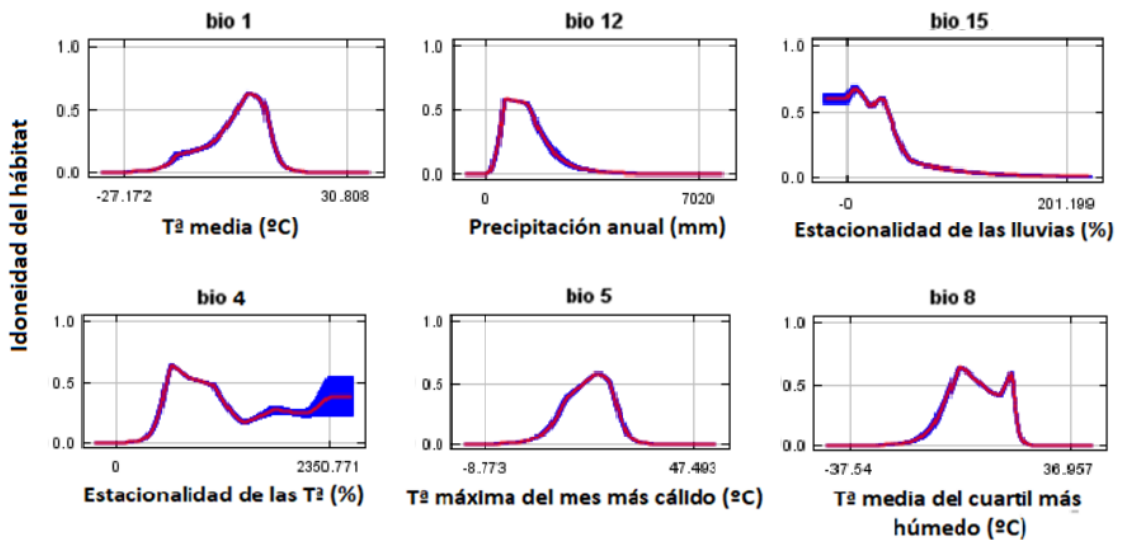 Idoneidad del hábitat
bio 1
1.0
0.5
0.0
-27.172
30.808
Tª media (ºC)
bio 12
1.0
0.5
0.0
0
7020
Precipitación anual (mm)
bio 15
1.0
0.5
0.0
-0
201.199
Estacionalidad de las lluvias (%)
bio 4
1.0
0.5
0.0
0
2350.771
Estacionalidad de las Tª (%)
bio 5
1.0
0.5
0.0
-8.773
47.493
Tª máxima del mes más cálido (ºC)
bio 8
1.0
0.5
0.0
-37.54
36.957
Tª media del cuartil más
húmedo (ºC)